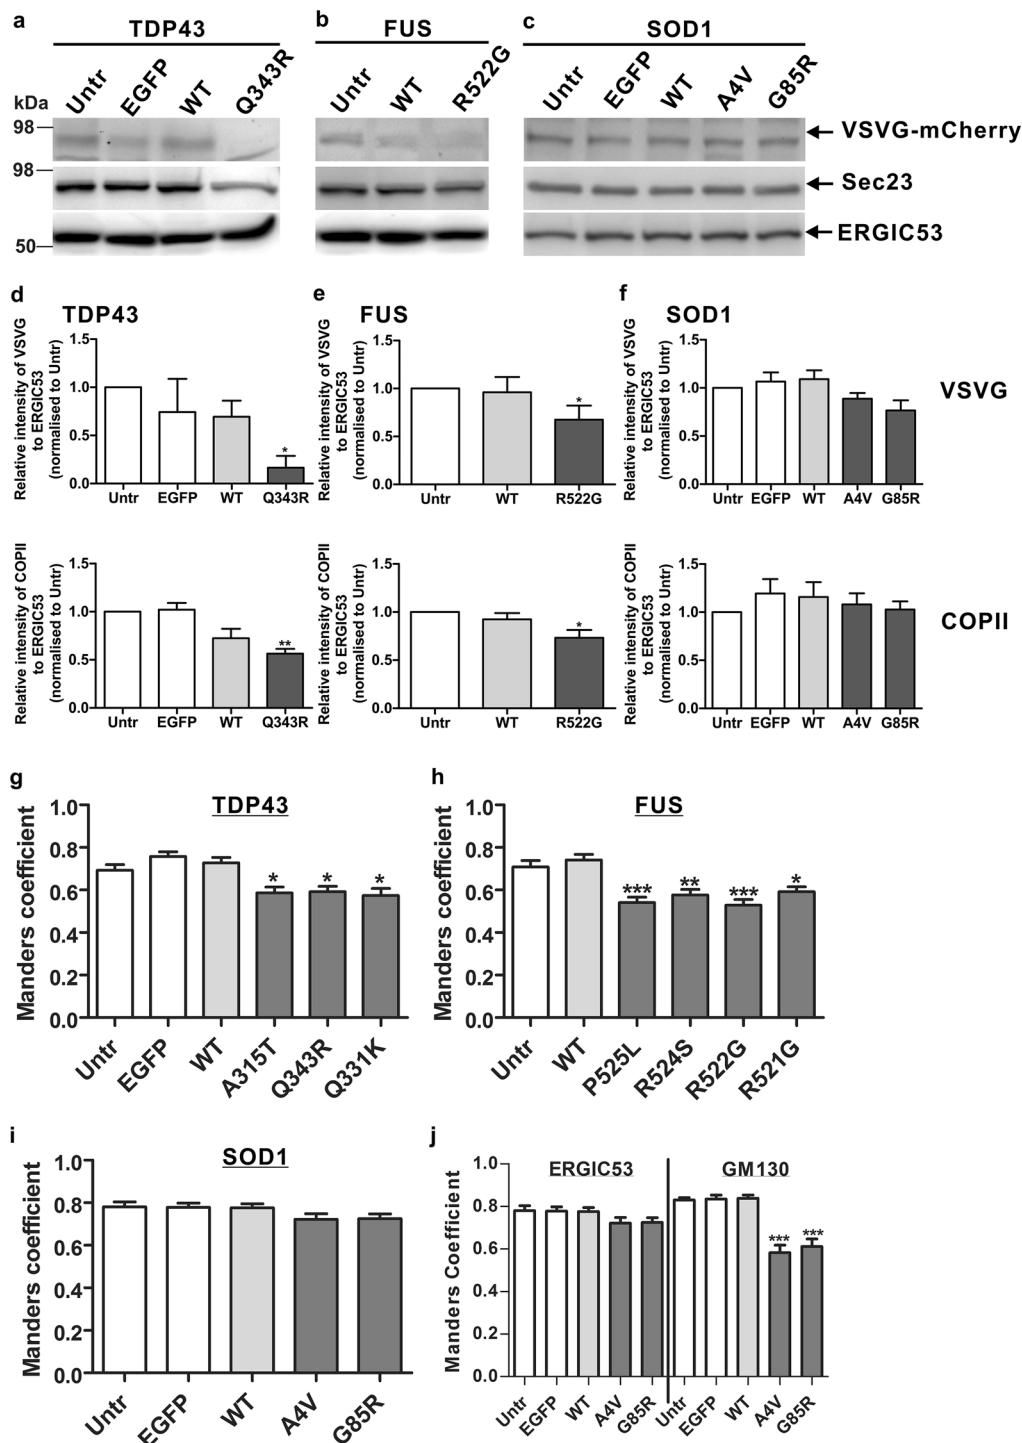 a
TDP43
Untr EGFP WT Q343R
b
FUS
Untr WT R522G
c
SOD1
Untr EGFP WT A4V G85R
kDa
98
98
50
VSVG-mCherry
Sec23
ERGIC53
d
TDP43
Relative intensity of VSVG
to ERGIC53
(normalised to Untr)
1.5
1.0
0.5
0.0
*
Untr EGFP WT Q343R
e
FUS
Relative intensity of VSVG
to ERGIC53
(normalised to Untr)
1.5
1.0
0.5
0.0
*
Untr WT R522G
f
SOD1
Relative intensity of VSVG
to ERGIC53
(normalised to Untr)
1.5
1.0
0.5
0.0
Untr EGFP WT A4V G85R
VSVG
Relative intensity of COPII
to ERGIC53
(normalised to Untr)
1.5
1.0
0.5
0.0
**
Untr EGFP WT Q343R
Relative intensity of COPII
to ERGIC53
(normalised to Untr)
1.5
1.0
0.5
0.0
*
Untr WT R522G
Relative intensity of COPII
to ERGIC53
(normalised to Untr)
1.5
1.0
0.5
0.0
Untr EGFP WT A4V G85R
COPII
g
TDP43
Manders coefficient
1.0
0.8
0.6
0.4
0.2
0.0
* * *
Untr EGFP WT A315T Q343R Q331K
h
FUS
Manders coefficient
1.0
0.8
0.6
0.4
0.2
0.0
*** ** *** *
Untr WT P525L R524S R522G R521G
i
SOD1
Manders coefficient
1.0
0.8
0.6
0.4
0.2
0.0
Untr EGFP WT A4V G85R
j
ERGIC53 GM130
Manders Coefficient
1.0
0.8
0.6
0.4
0.2
0.0
*** ***
Untr EGFP WT A4V G85R Untr EGFP WT A4V G85R